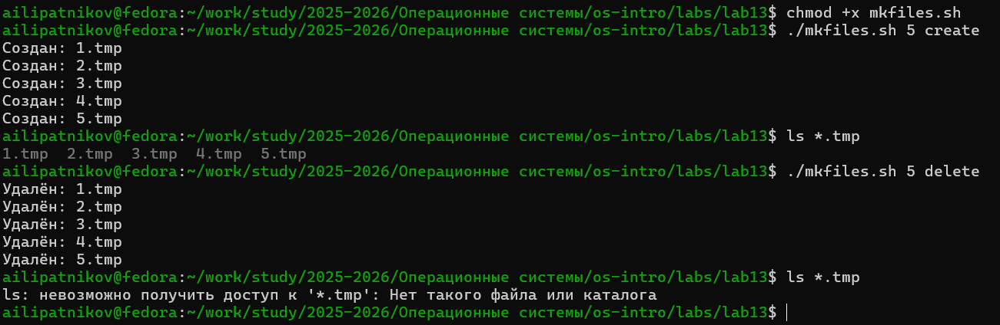 ailipatnikov@fedora:~/work/study/2025-2026/Операционные системы/os-intro/labs/lab13$ chmod +x mkfiles.sh
ailipatnikov@fedora:~/work/study/2025-2026/Операционные системы/os-intro/labs/lab13$ ./mkfiles.sh 5 create
Создан: 1.tmp
Создан: 2.tmp
Создан: 3.tmp
Создан: 4.tmp
Создан: 5.tmp
ailipatnikov@fedora:~/work/study/2025-2026/Операционные системы/os-intro/labs/lab13$ ls *.tmp
1.tmp  2.tmp  3.tmp  4.tmp  5.tmp
ailipatnikov@fedora:~/work/study/2025-2026/Операционные системы/os-intro/labs/lab13$ ./mkfiles.sh 5 delete
Удалён: 1.tmp
Удалён: 2.tmp
Удалён: 3.tmp
Удалён: 4.tmp
Удалён: 5.tmp
ailipatnikov@fedora:~/work/study/2025-2026/Операционные системы/os-intro/labs/lab13$ ls *.tmp
ls: невозможно получить доступ к '*.tmp': Нет такого файла или каталога
ailipatnikov@fedora:~/work/study/2025-2026/Операционные системы/os-intro/labs/lab13$